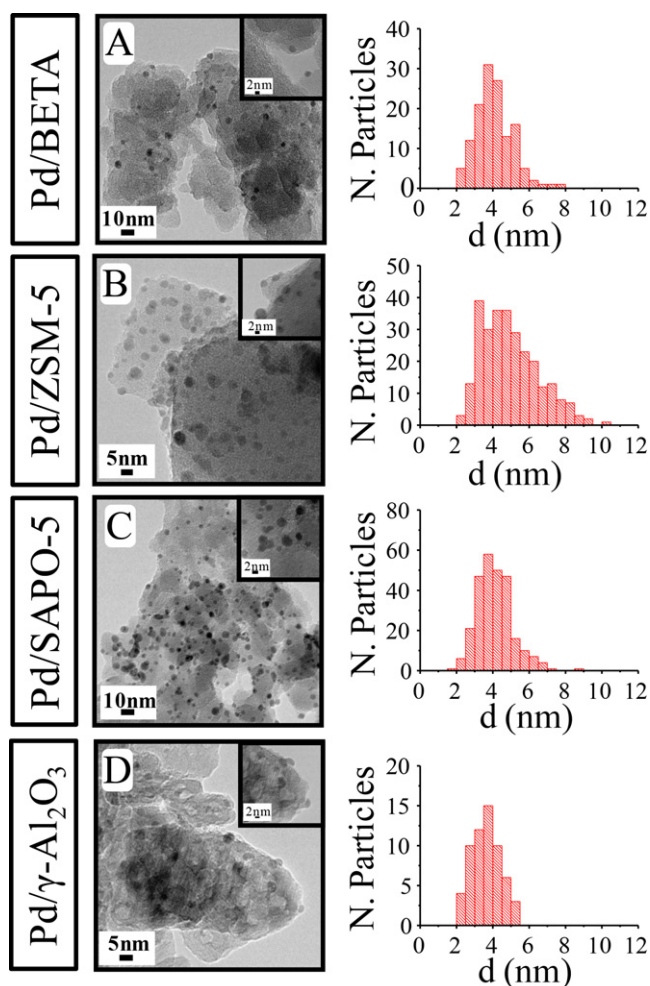 Pd/BETA
A
2nm
10nm
N. Particles
40
30
20
10
0
0 2 4 6 8 10 12
d (nm)
Pd/ZSM-5
B
2nm
5nm
N. Particles
50
40
30
20
10
0
0 2 4 6 8 10 12
d (nm)
Pd/SAPO-5
C
2nm
10nm
N. Particles
80
60
40
20
0
0 2 4 6 8 10 12
d (nm)
Pd/γ-Al₂O₃
D
2nm
5nm
N. Particles
20
15
10
5
0
0 2 4 6 8 10 12
d (nm)